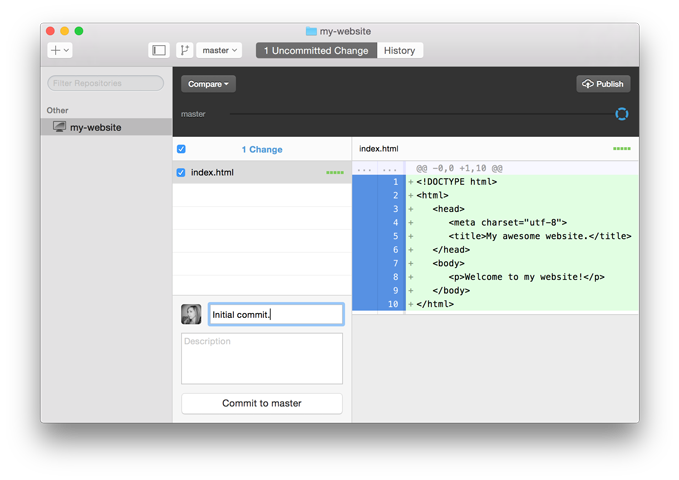 my-website
master
1 Uncommitted Change
History
Filter Repositories
Compare
Publish
Other
master
my-website
1 Change
index.html
index.html
... ... @@ -0,0 +1,10 @@
1 + <!DOCTYPE html>
2 + <html>
3 + <head>
4 + <meta charset="utf-8">
5 + <title>My awesome website.</title>
6 + </head>
7 + <body>
8 + <p>Welcome to my website!</p>
9 + </body>
10 + </html>
Initial commit.
Description
Commit to master